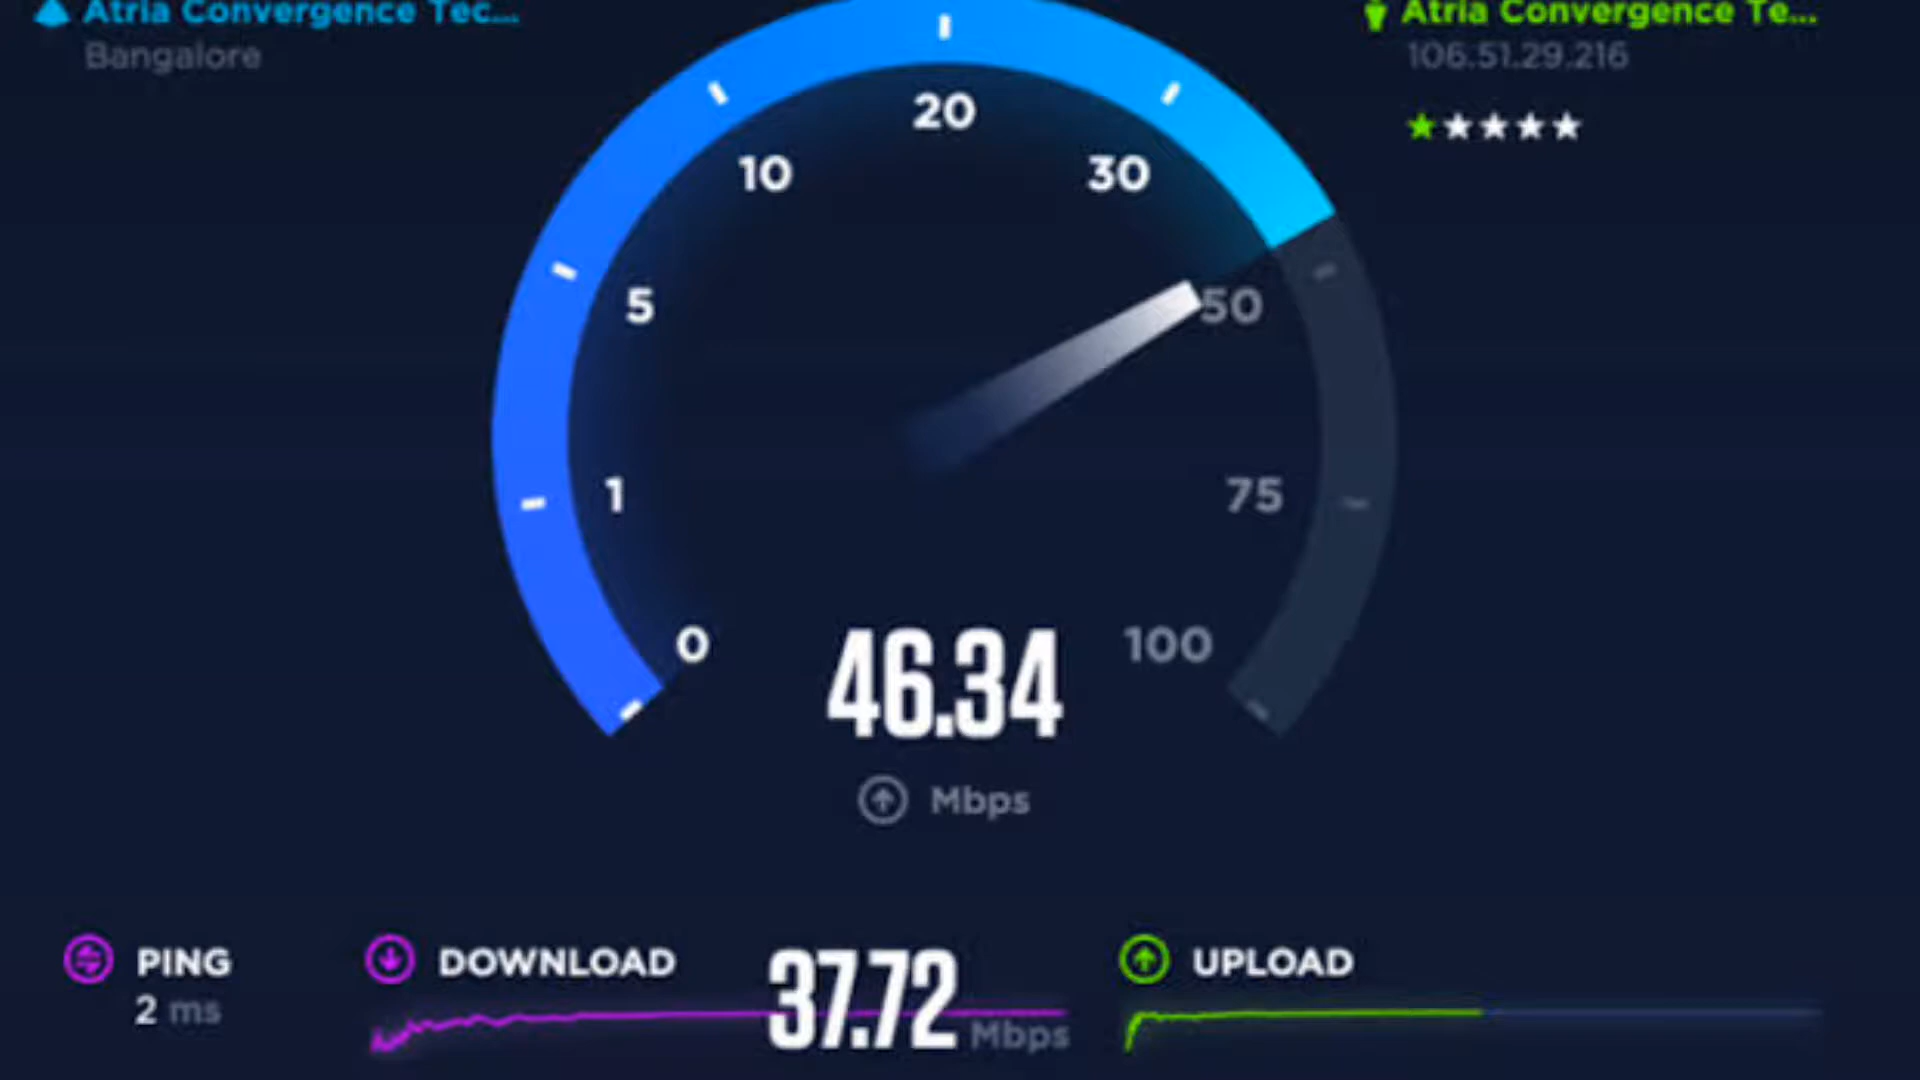 Atria Convergence Tec...
Bangalore
Atria Convergence Te...
106.51.29.216
20
10
30
5
50
1
75
0
100
46.34
Mbps
PING
2 ms
DOWNLOAD
37.72
Mbps
UPLOAD